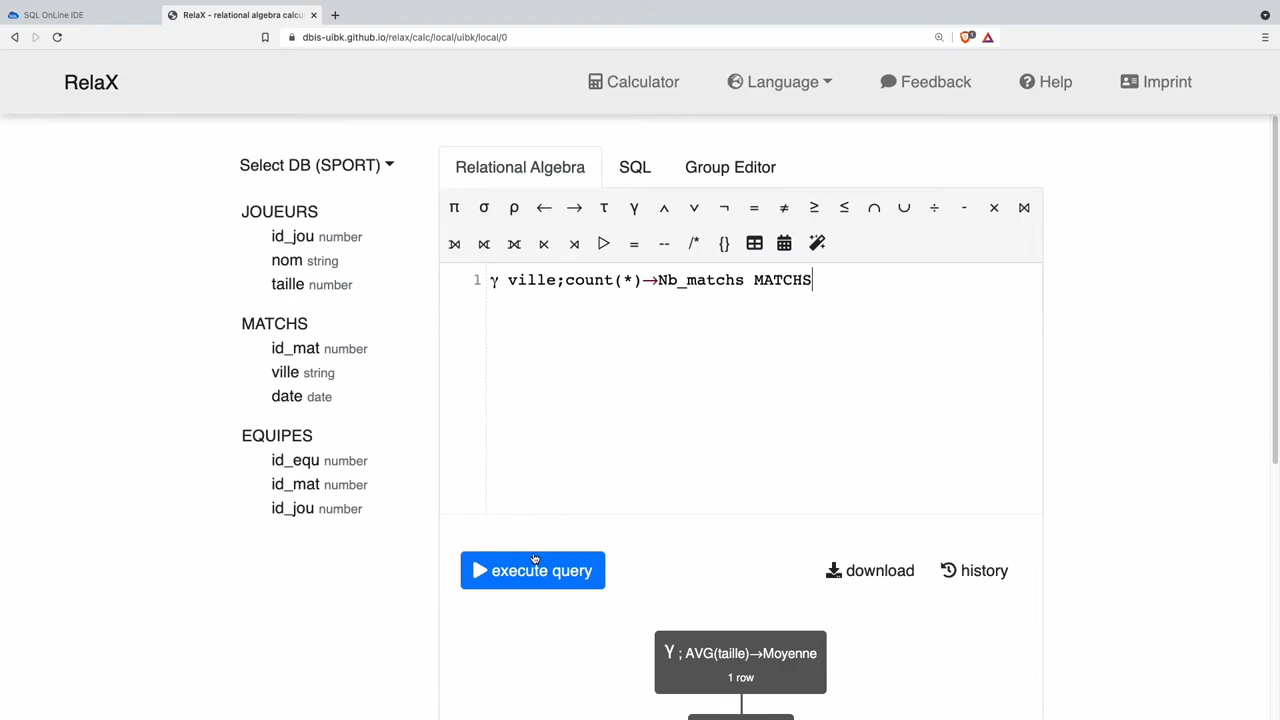 SQL OnLine IDE
RelaX - relational algebra calcu
dbis-uibk.github.io/relax/calc/local/uibk/local/0
RelaX
Calculator
Language
Feedback
Help
Imprint
Select DB (SPORT)
JOUEURS
id_jou number
nom string
taille number
MATCHS
id_mat number
ville string
date date
EQUIPES
id_equ number
id_mat number
id_jou number
Relational Algebra
SQL
Group Editor
π σ ρ ← → τ γ ∧ ∨ ¬ = ≠ ≥ ≤ ∩ ∪ ÷ - × ⋈
⟕ ⟖ ⟗ ⋉ ⋊ ▷ = -- /* {}
1 γ ville;count(*)→Nb_matchs MATCHS
execute query
download
history
γ ; AVG(taille)→Moyenne
1 row